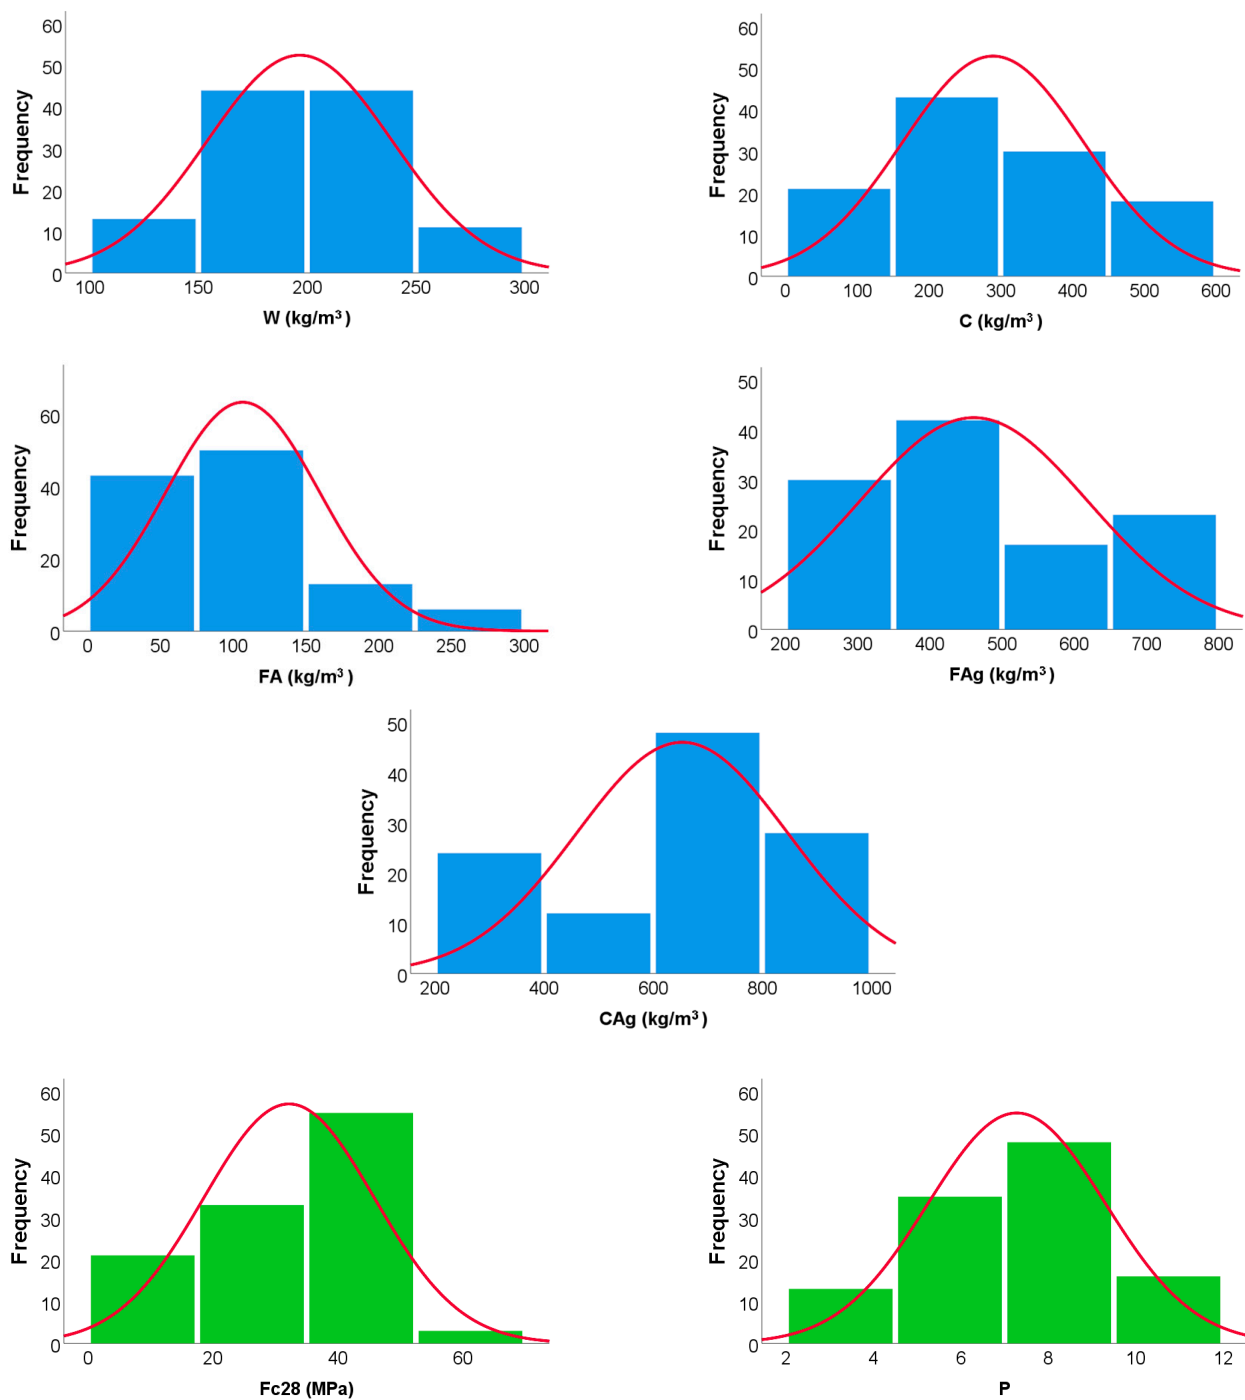 Frequency
60
50
40
30
20
10
0
100 150 200 250 300
W (kg/m³)
Frequency
60
50
40
30
20
10
0
0 100 200 300 400 500 600
C (kg/m³)
Frequency
60
40
20
0
0 50 100 150 200 250 300
FA (kg/m³)
Frequency
50
40
30
20
10
0
200 300 400 500 600 700 800
FAg (kg/m³)
Frequency
50
40
30
20
10
0
200 400 600 800 1000
CAg (kg/m³)
Frequency
60
50
40
30
20
10
0
0 20 40 60
Fc28 (MPa)
Frequency
60
50
40
30
20
10
0
2 4 6 8 10 12
P